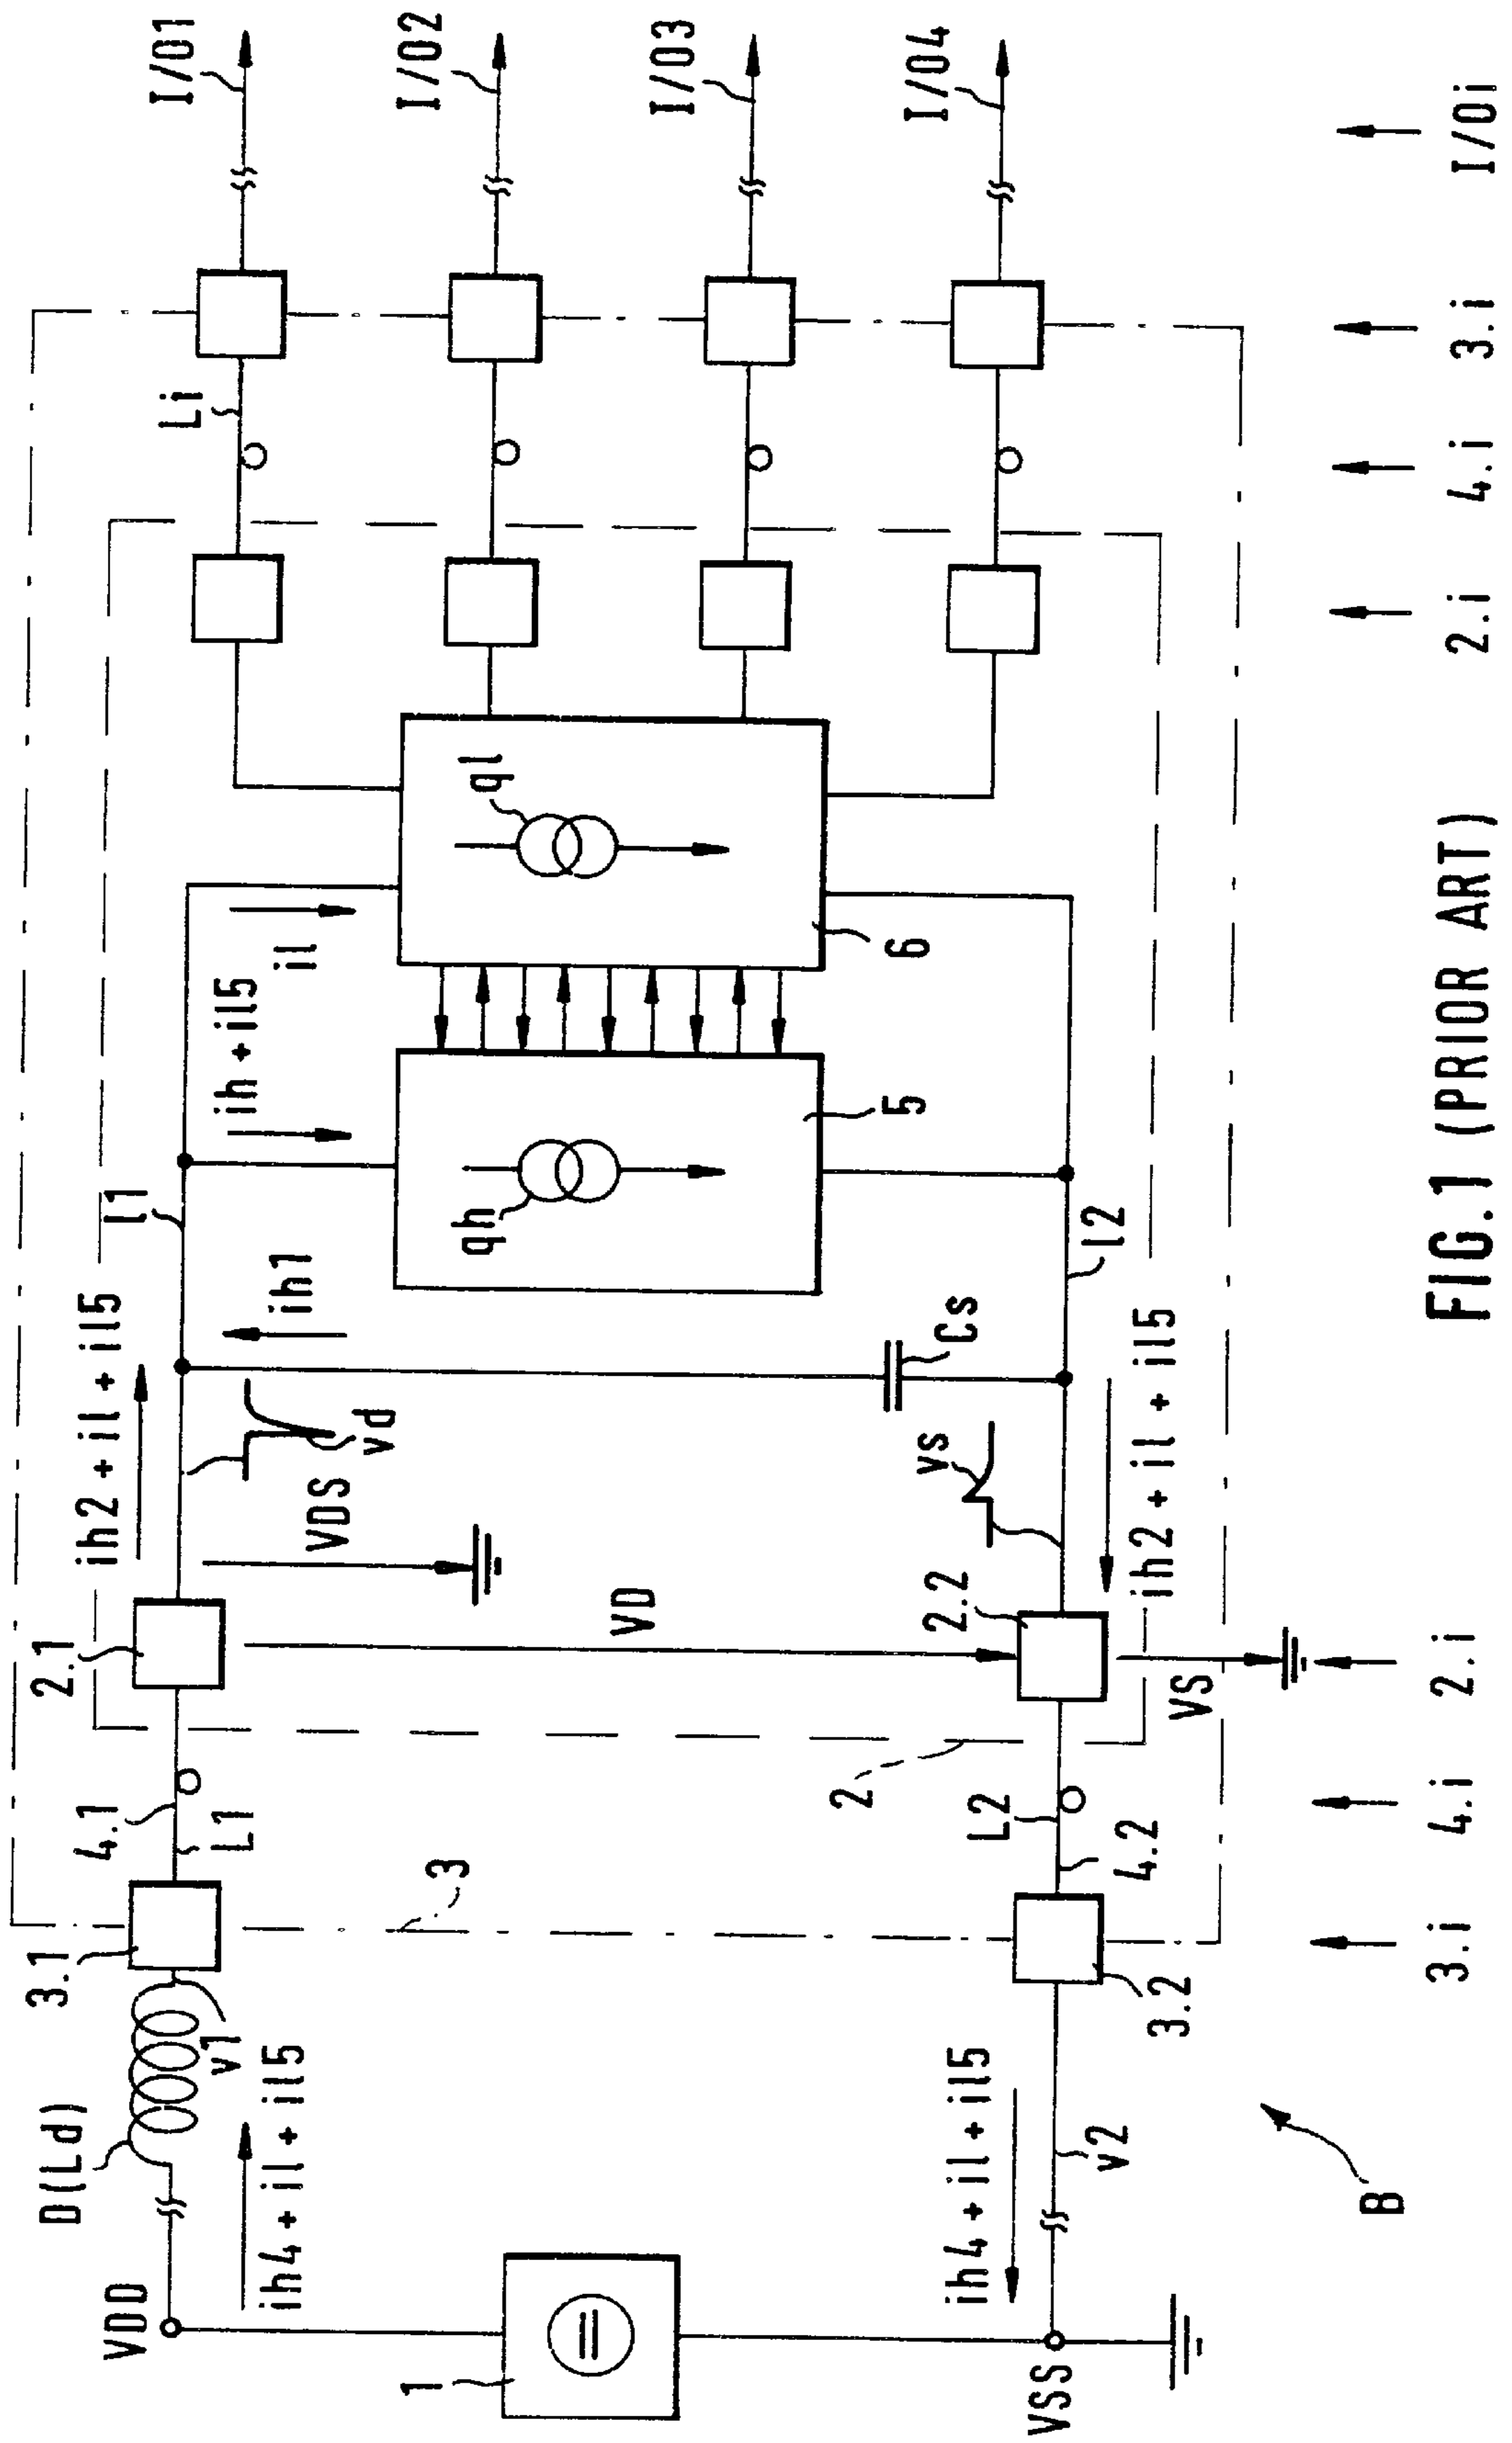 VDD
D(Ld)
v1
ih4 + il + il5
3.1
4.1
L1
2.1
ih2 + il + il5
l1
VDS
vd
ih1
ih + il5
il
Li
I/01
I/02
I/03
I/04
1
3
2
VD
qh
5
ql
6
Cs
vs
2.2
L2
4.2
3.2
VS
ih2 + il + il5
l2
ih4 + il + il5
v2
VSS
B
3.i
4.i
2.i
2.i
4.i
3.i
I/0i
FIG.1 (PRIOR ART)